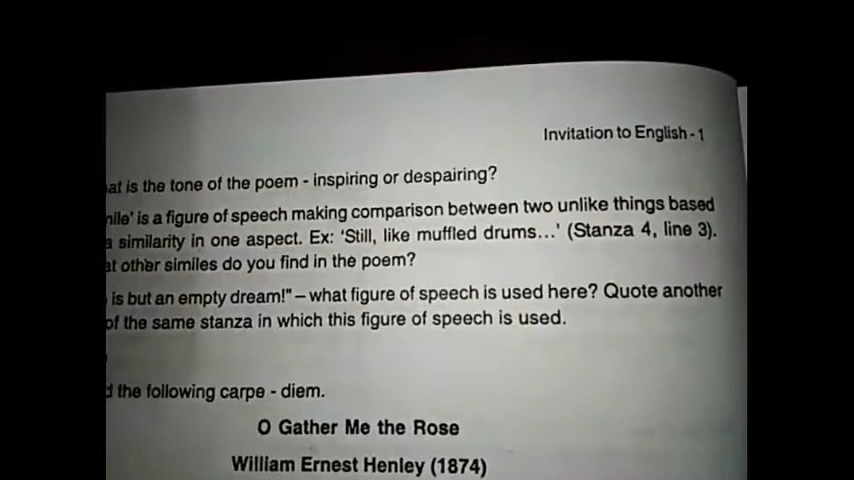 Invitation to English - 1
is the tone of the poem - inspiring or despairing?
is a figure of speech making comparison between two unlike things based
similarity in one aspect. Ex: 'Still, like muffled drums...' (Stanza 4, line 3).
other similes do you find in the poem?
is but an empty dream!" – what figure of speech is used here? Quote another
of the same stanza in which this figure of speech is used.
the following carpe - diem.
O Gather Me the Rose
William Ernest Henley (1874)